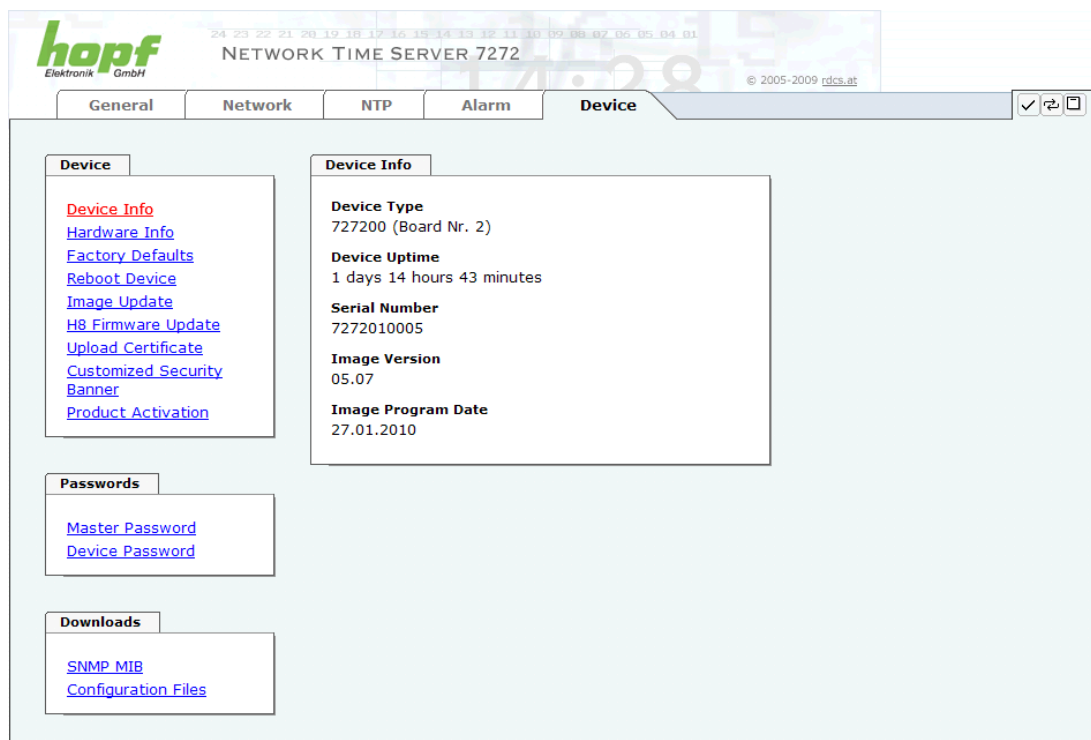 hopf
Elektronik GmbH
24 23 22 21 20 19 18 17 16 15 14 13 12 11 10 09 08 07 06 05 04 01
NETWORK TIME SERVER 7272
14:28
© 2005-2009 rdcs.at
General Network NTP Alarm Device
Device
Device Info
Hardware Info
Factory Defaults
Reboot Device
Image Update
H8 Firmware Update
Upload Certificate
Customized Security
Banner
Product Activation
Passwords
Master Password
Device Password
Downloads
SNMP MIB
Configuration Files
Device Info
Device Type
727200 (Board Nr. 2)
Device Uptime
1 days 14 hours 43 minutes
Serial Number
7272010005
Image Version
05.07
Image Program Date
27.01.2010